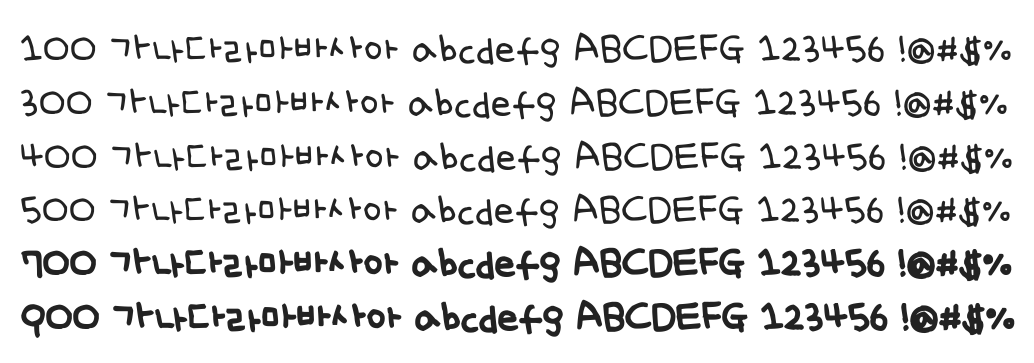 100 가나다라마바사아 abcdefg ABCDEFG 123456 !@#$%
300 가나다라마바사아 abcdefg ABCDEFG 123456 !@#$%
400 가나다라마바사아 abcdefg ABCDEFG 123456 !@#$%
500 가나다라마바사아 abcdefg ABCDEFG 123456 !@#$%
700 가나다라마바사아 abcdefg ABCDEFG 123456 !@#$%
900 가나다라마바사아 abcdefg ABCDEFG 123456 !@#$%